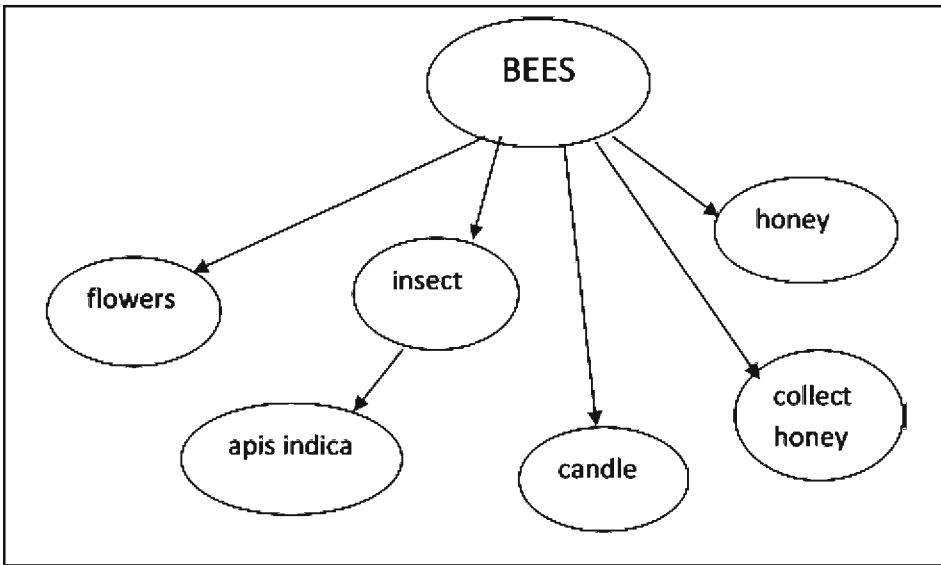 BEES
honey
insect
flowers
collect
honey
apis indica
candle